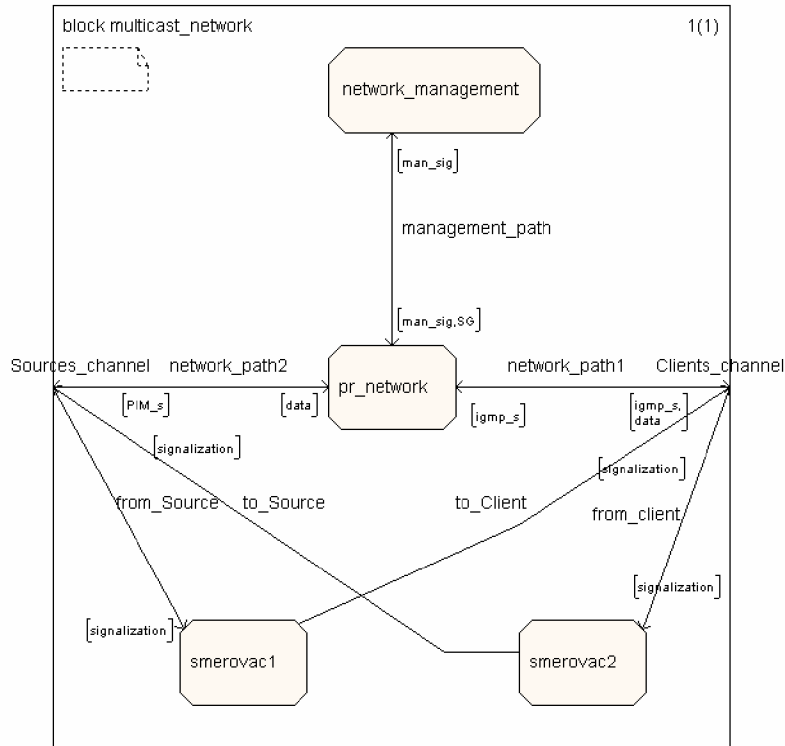 block multicast_network
1(1)
network_management
[man_sig]
management_path
[man_sig,SG]
Sources_channel
network_path2
pr_network
network_path1
Clients_channel
[PIM_s]
[data]
[igmp_s]
[igmp_s,
data]
[signalization]
[signalization]
from_Source
to_Source
to_Client
from_client
[signalization]
[signalization]
smerovac1
smerovac2